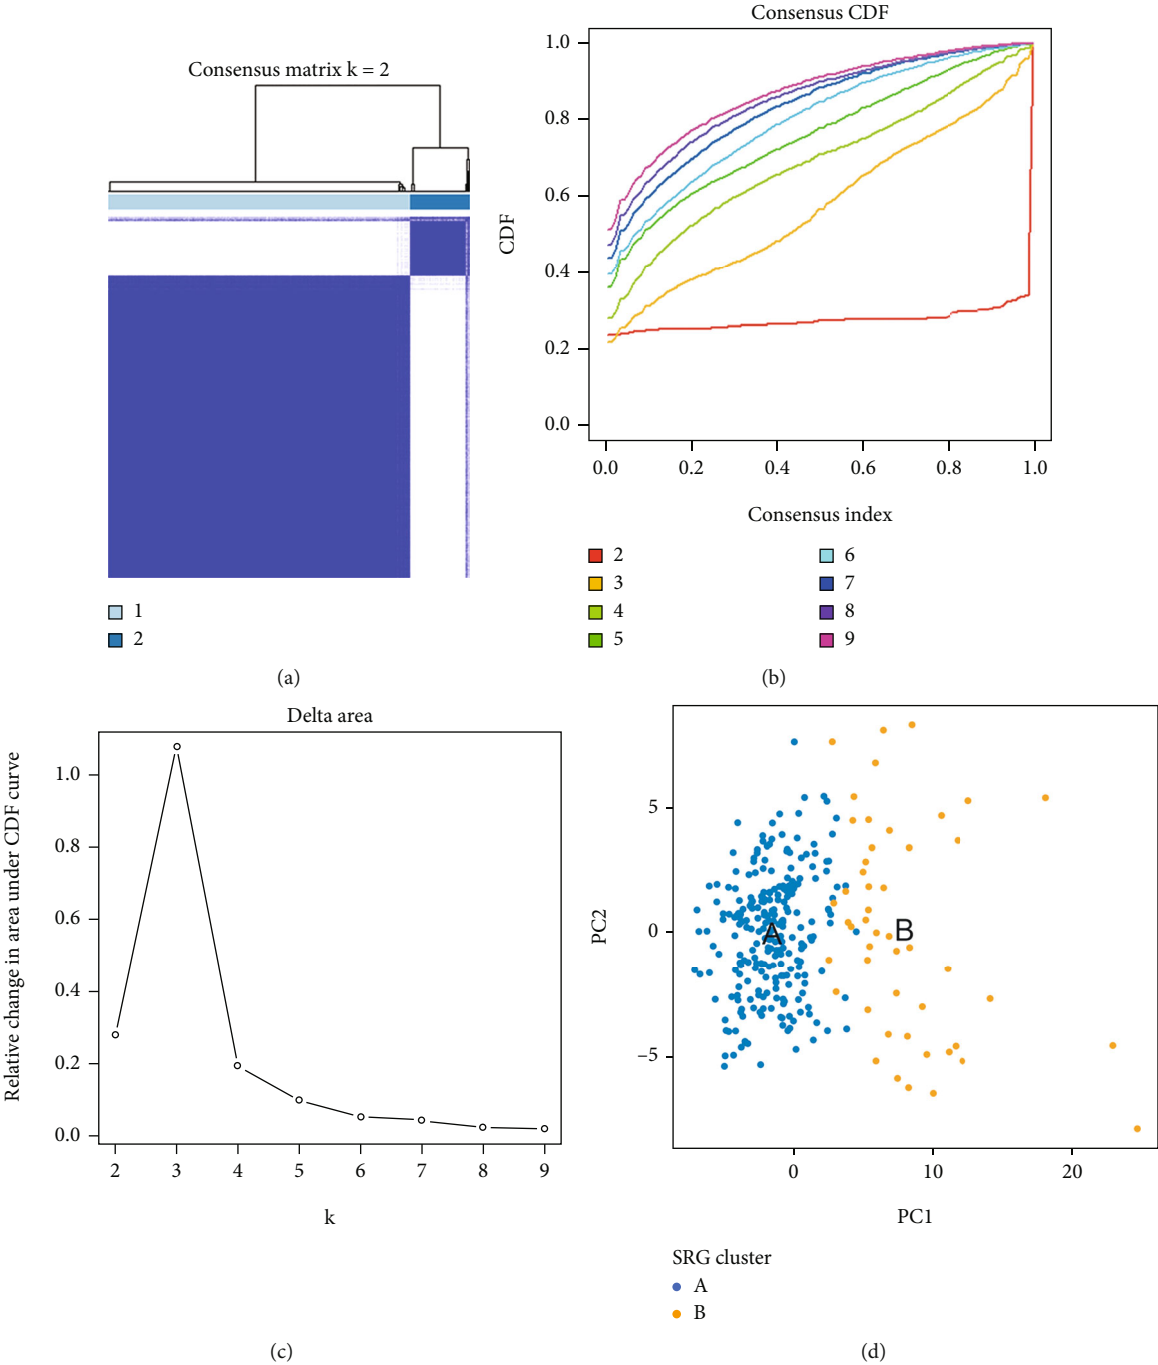 Consensus matrix k = 2
1
2
(a)
Consensus CDF
CDF
1.0
0.8
0.6
0.4
0.2
0.0
0.0 0.2 0.4 0.6 0.8 1.0
Consensus index
2 6
3 7
4 8
5 9
(b)
Delta area
Relative change in area under CDF curve
1.0
0.8
0.6
0.4
0.2
0.0
2 3 4 5 6 7 8 9
k
(c)
PC2
5
0
−5
A B
0 10 20
PC1
SRG cluster
A
B
(d)